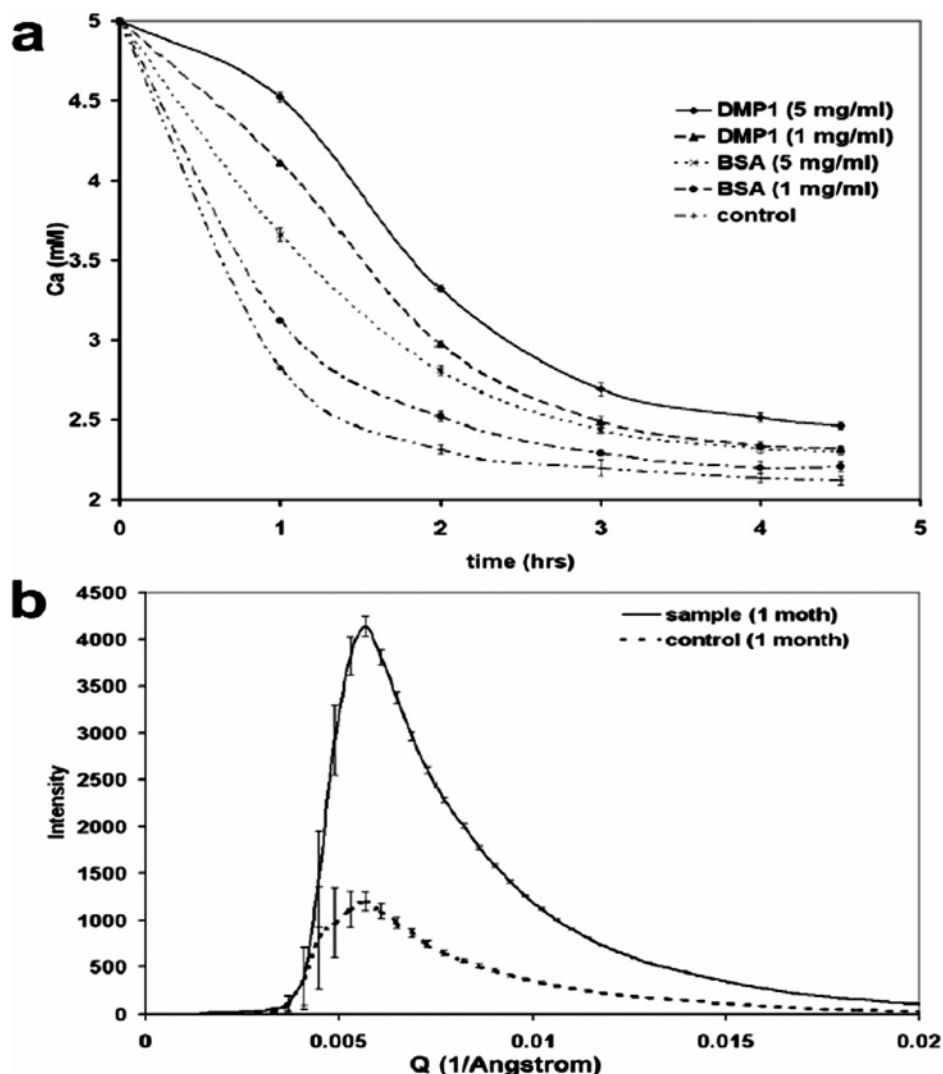 a
5
4.5
4
3.5
3
2.5
2
Ca (mM)
DMP1 (5 mg/ml)
DMP1 (1 mg/ml)
BSA (5 mg/ml)
BSA (1 mg/ml)
control
0 1 2 3 4 5
time (hrs)
b
4500
4000
3500
3000
2500
2000
1500
1000
500
0
Intensity
sample (1 moth)
control (1 month)
0 0.005 0.01 0.015 0.02
Q (1/Angstrom)